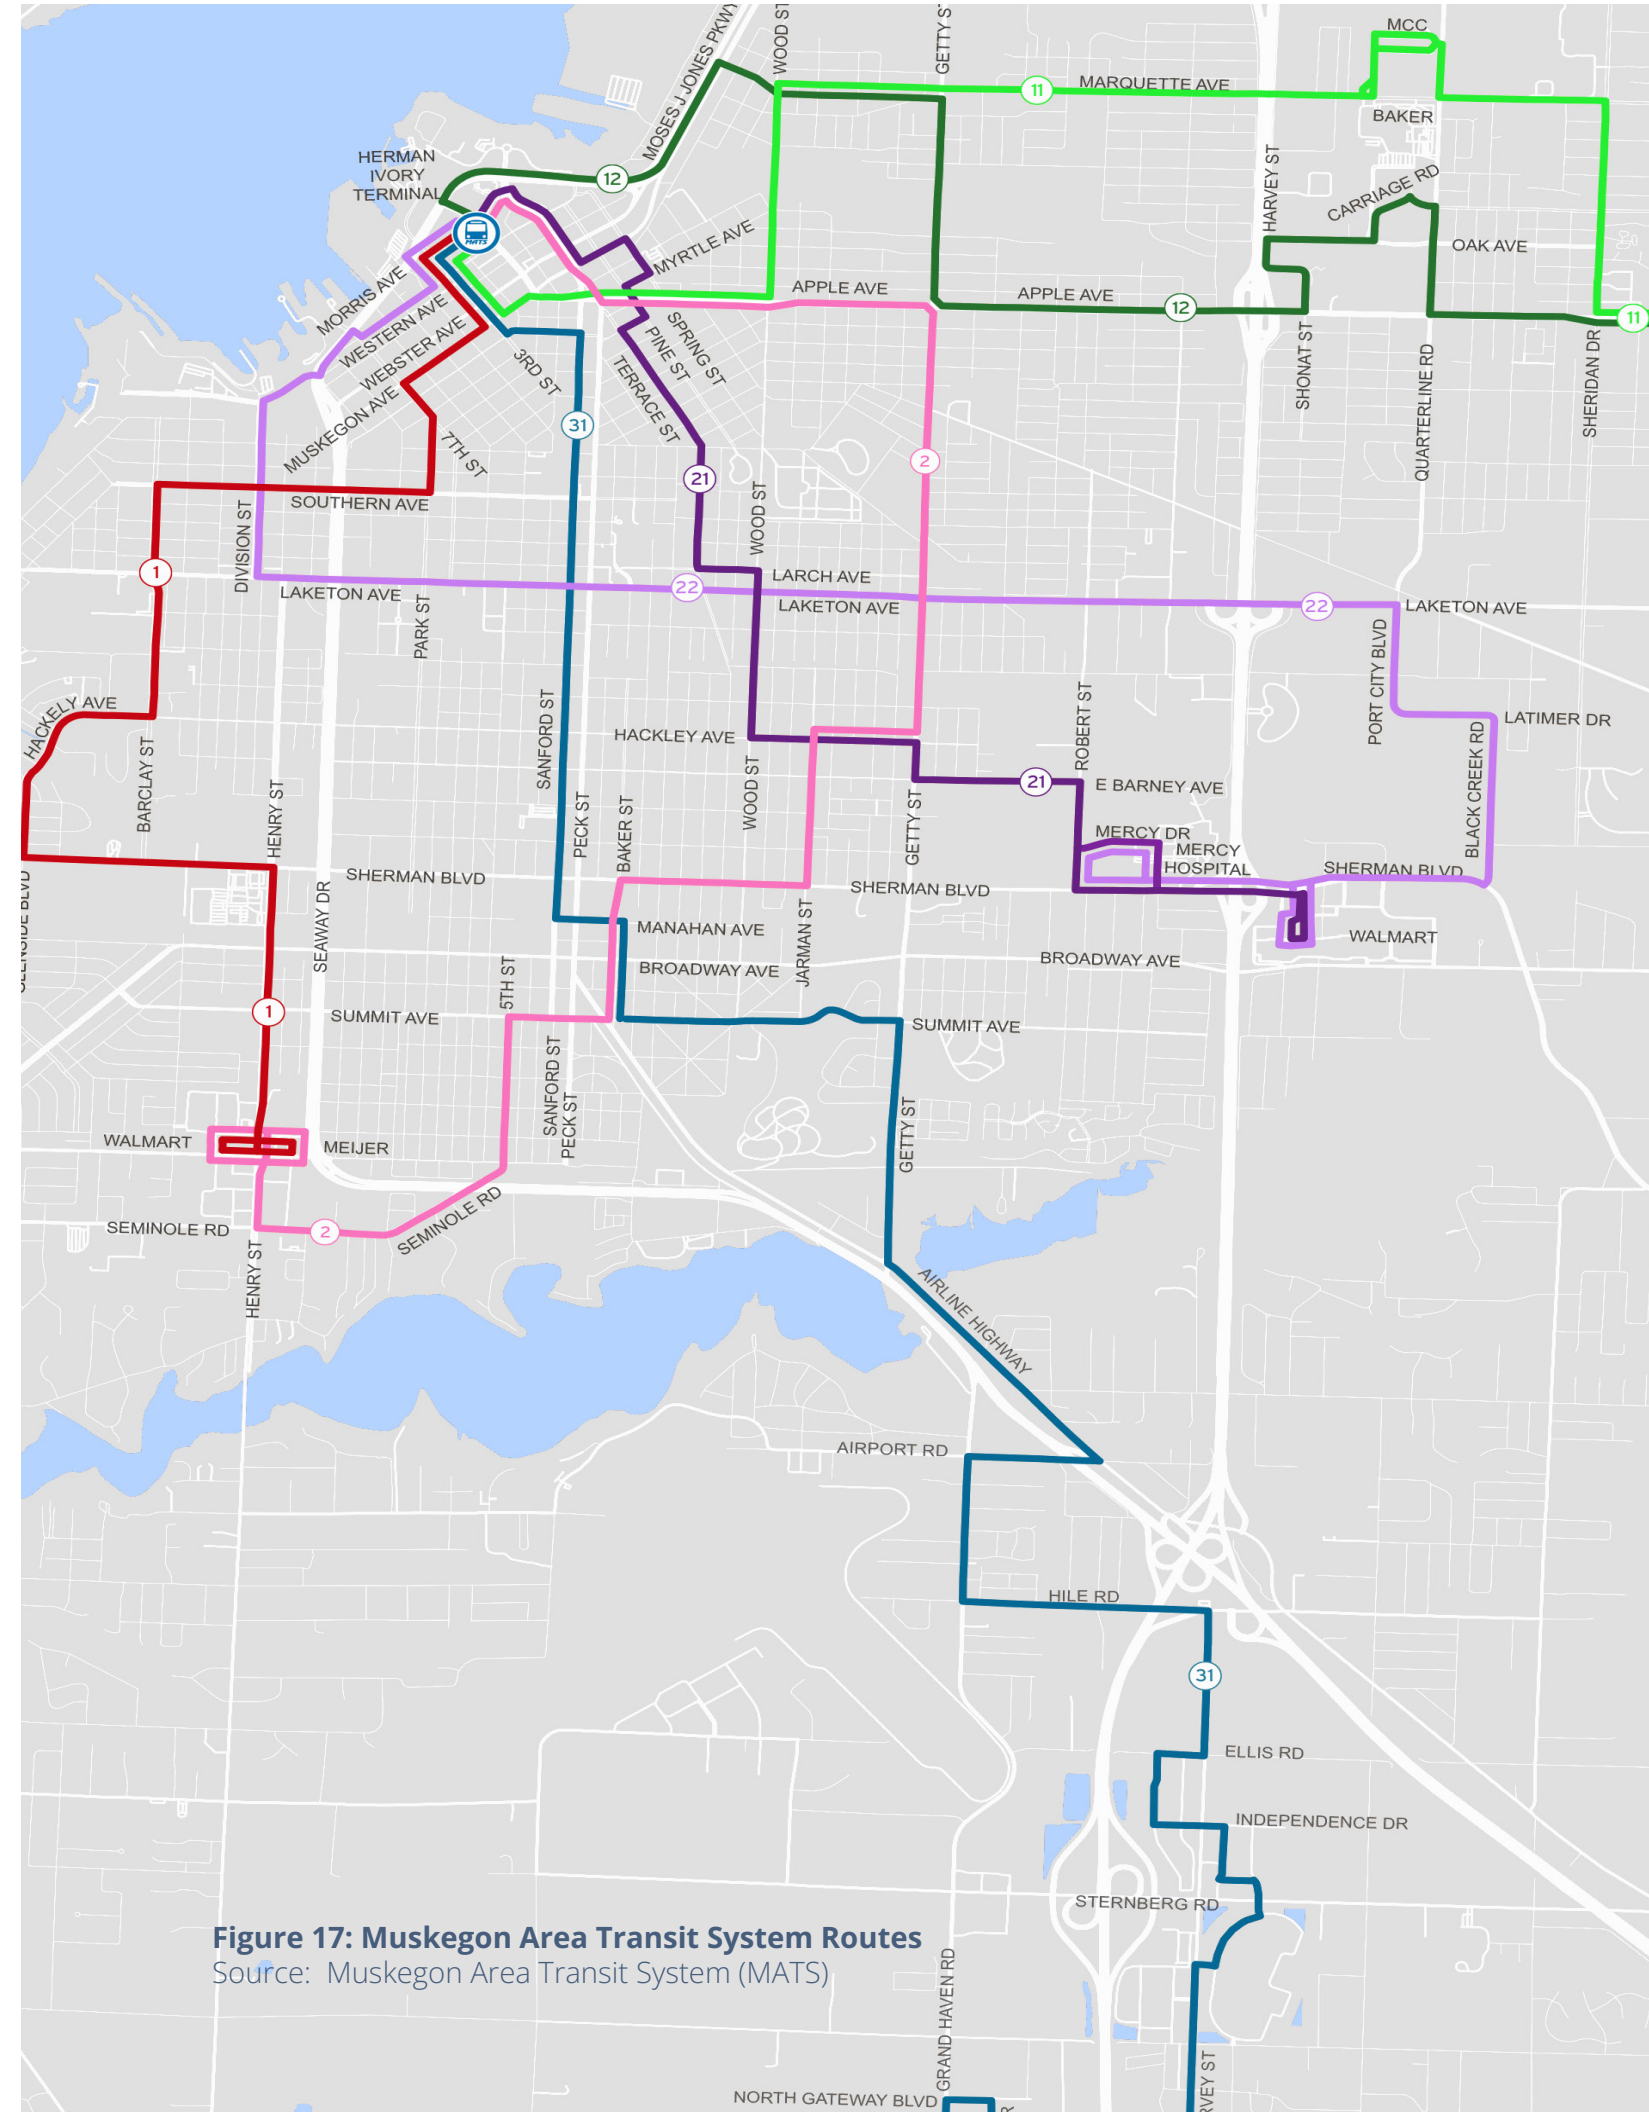 MCC
MOSES J JONES PKWY
WOOD ST
GETTY ST
11
MARQUETTE AVE
BAKER
HERMAN
IVORY
TERMINAL
12
HARVEY ST
CARRIAGE RD
MATS
MYRTLE AVE
OAK AVE
MORRIS AVE
APPLE AVE
APPLE AVE
12
11
WESTERN AVE
WEBSTER AVE
MUSKEGON AVE
3RD ST
SPRING ST
PINE ST
TERRACE ST
SHONAT ST
QUARTERLINE RD
SHERIDAN DR
31
7TH ST
2
21
SOUTHERN AVE
DIVISION ST
WOOD ST
1
LARCH AVE
22
LAKETON AVE
LAKETON AVE
22
LAKETON AVE
PARK ST
PORT CITY BLVD
HACKELY AVE
LATIMER DR
SANFORD ST
HACKLEY AVE
ROBERT ST
BARCLAY ST
HENRY ST
WOOD ST
21
E BARNEY AVE
BLACK CREEK RD
PECK ST
BAKER ST
GETTY ST
MERCY DR
MERCY
HOSPITAL
SHERMAN BLVD
SHERMAN BLVD
SHERMAN BLVD
GLENSIDE BLVD
SEAWAY DR
MANAHAN AVE
JARMAN ST
WALMART
BROADWAY AVE
BROADWAY AVE
5TH ST
1
SUMMIT AVE
SUMMIT AVE
SANFORD ST
PECK ST
GETTY ST
WALMART
MEIJER
SEMINOLE RD
2
SEMINOLE RD
HENRY ST
AIRLINE HIGHWAY
AIRPORT RD
HILE RD
31
ELLIS RD
INDEPENDENCE DR
STERNBERG RD
Figure 17: Muskegon Area Transit System Routes
Source: Muskegon Area Transit System (MATS)
GRAND HAVEN RD
RVEY ST
NORTH GATEWAY BLVD
R